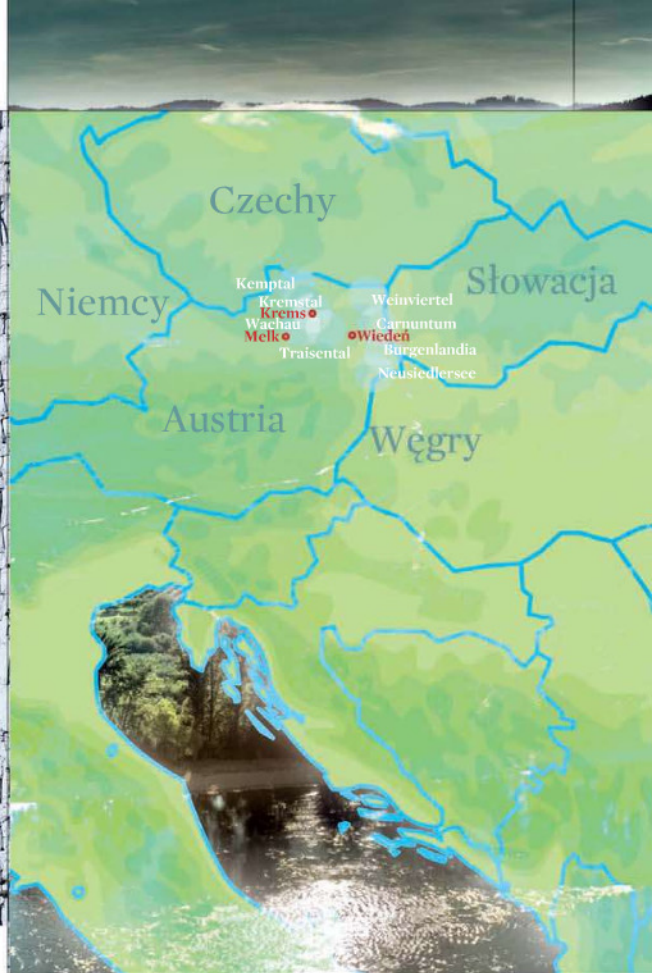 Czechy
Kemptal
Słowacja
Niemcy
Kremstal
Weinviertel
Krems
Wachau
Carnuntum
Melk
Wiedeń
Traisental
Burgenlandia
Neusiedlersee
Austria
Węgry